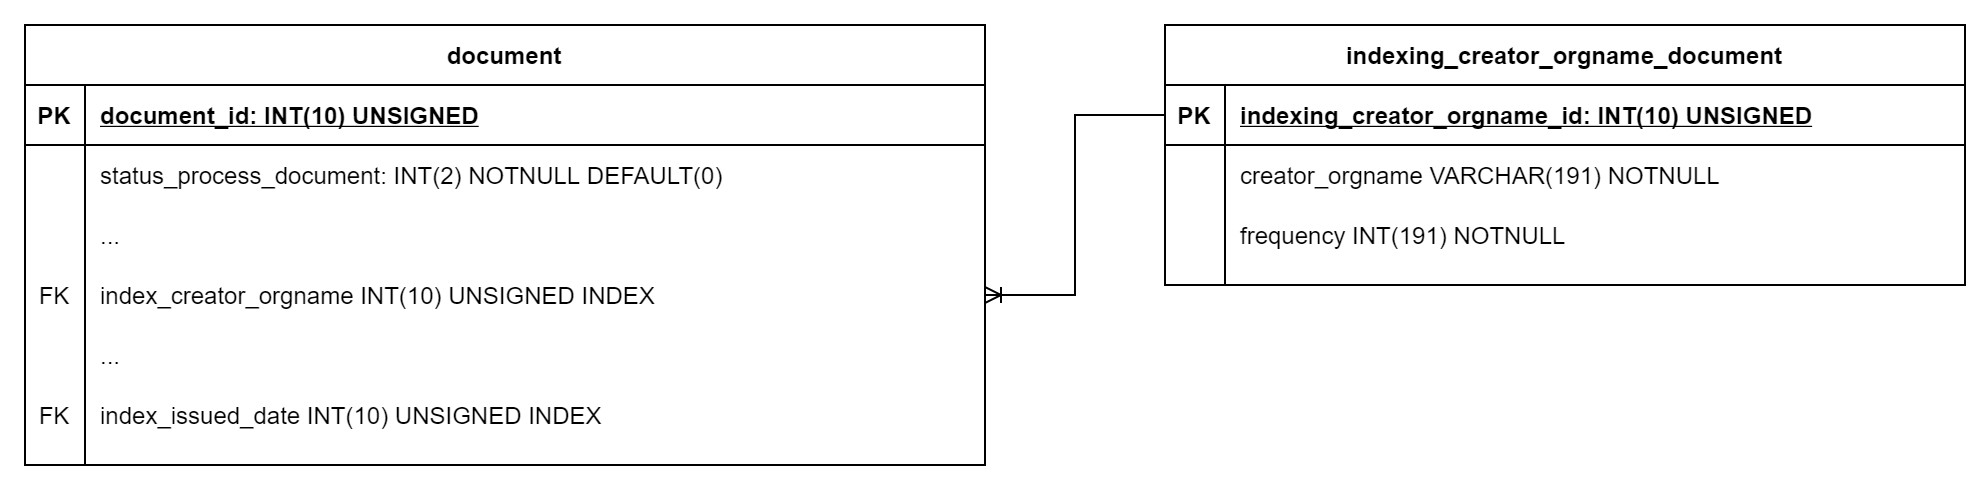 document
PK
document_id: INT(10) UNSIGNED
status_process_document: INT(2) NOTNULL DEFAULT(0)
...
FK
index_creator_orgname INT(10) UNSIGNED INDEX
...
FK
index_issued_date INT(10) UNSIGNED INDEX
indexing_creator_orgname_document
PK
indexing_creator_orgname_id: INT(10) UNSIGNED
creator_orgname VARCHAR(191) NOTNULL
frequency INT(191) NOTNULL